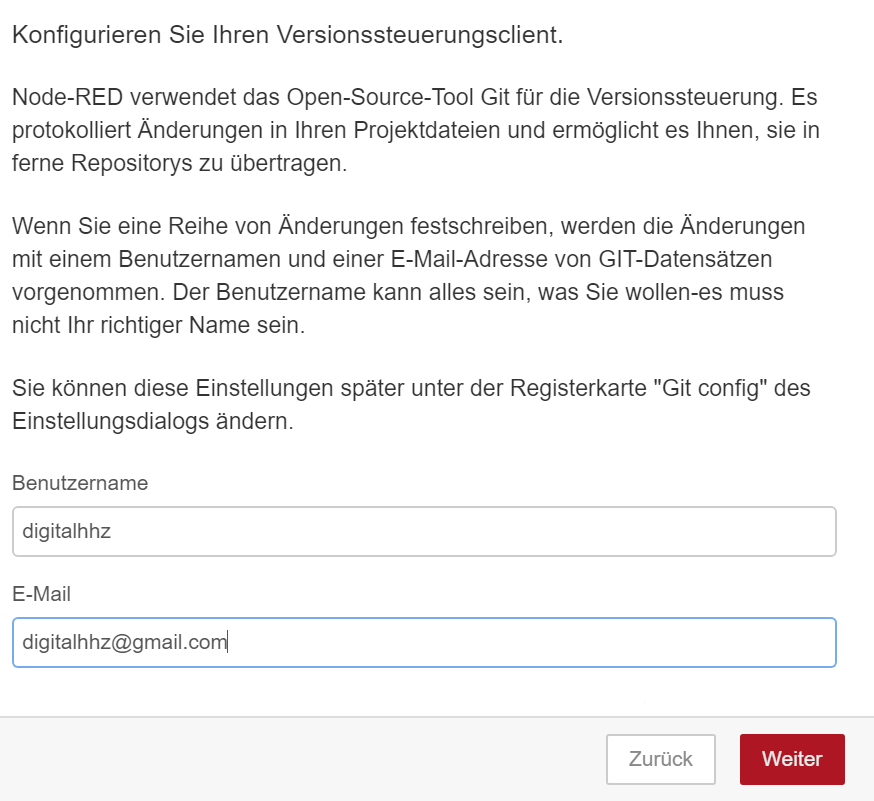 Konfigurieren Sie Ihren Versionssteuerungsclient.
Node-RED verwendet das Open-Source-Tool Git für die Versionssteuerung. Es
protokolliert Änderungen in Ihren Projektdateien und ermöglicht es Ihnen, sie in
ferne Repositorys zu übertragen.
Wenn Sie eine Reihe von Änderungen festschreiben, werden die Änderungen
mit einem Benutzernamen und einer E-Mail-Adresse von GIT-Datensätzen
vorgenommen. Der Benutzername kann alles sein, was Sie wollen-es muss
nicht Ihr richtiger Name sein.
Sie können diese Einstellungen später unter der Registerkarte "Git config" des
Einstellungsdialogs ändern.
Benutzername
digitalhhz
E-Mail
digitalhhz@gmail.com
Zurück
Weiter